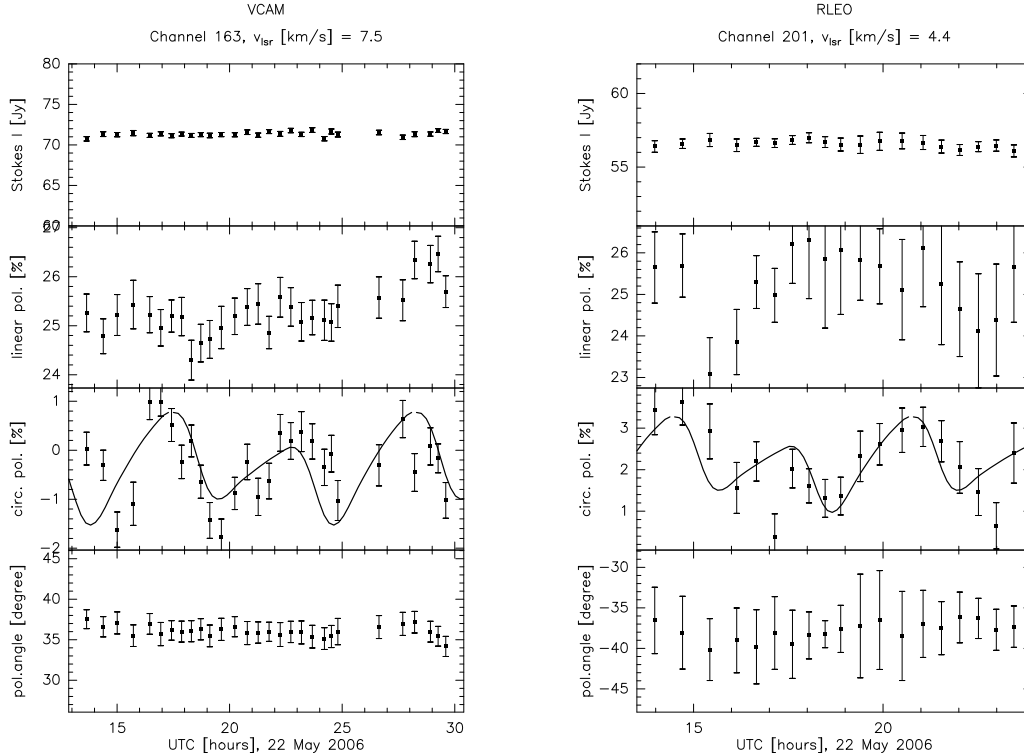 VCAM
Channel 163, v_lsr [km/s] = 7.5
80
75
70
65
60
Stokes I [Jy]
27
26
25
24
linear pol. [%]
1
0
−1
−2
circ. pol. [%]
45
40
35
30
pol.angle [degree]
15 20 25 30
UTC [hours], 22 May 2006
RLEO
Channel 201, v_lsr [km/s] = 4.4
60
55
Stokes I [Jy]
26
25
24
23
linear pol. [%]
3
2
1
circ. pol. [%]
−30
−35
−40
−45
pol.angle [degree]
15 20
UTC [hours], 22 May 2006